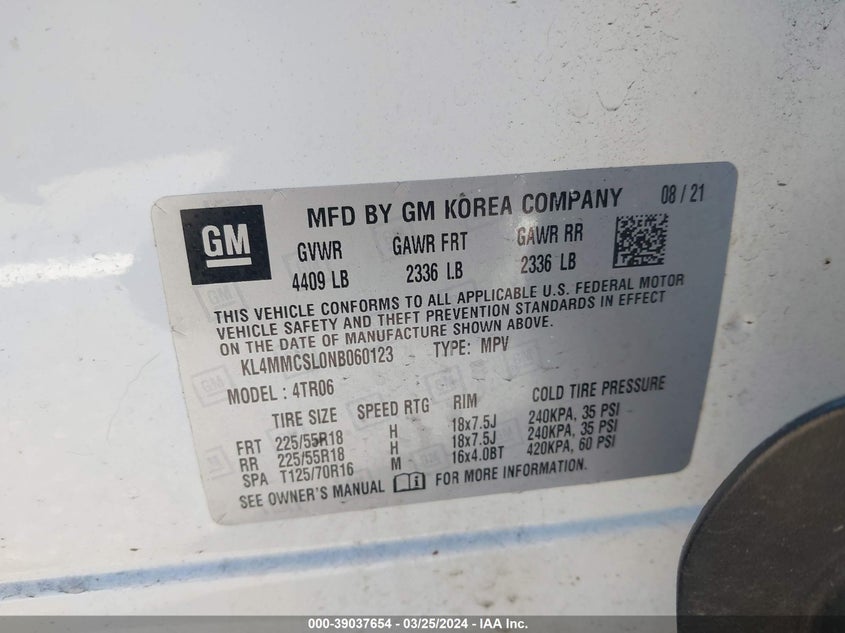 GM
MFD BY GM KOREA COMPANY 08 / 21
GVWR GAWR FRT GAWR RR
4409 LB 2336 LB 2336 LB
THIS VEHICLE CONFORMS TO ALL APPLICABLE U.S. FEDERAL MOTOR
VEHICLE SAFETY AND THEFT PREVENTION STANDARDS IN EFFECT
ON THE DATE OF MANUFACTURE SHOWN ABOVE.
KL4MMCSL0NB060123 TYPE: MPV
MODEL : 4TR06
TIRE SIZE SPEED RTG RIM COLD TIRE PRESSURE
FRT 225/55R18 H 18x7.5J 240KPA, 35 PSI
RR 225/55R18 H 18x7.5J 240KPA, 35 PSI
SPA T125/70R16 M 16x4.0BT 420KPA, 60 PSI
SEE OWNER'S MANUAL FOR MORE INFORMATION.
000-39037654 - 03/25/2024 - IAA Inc.